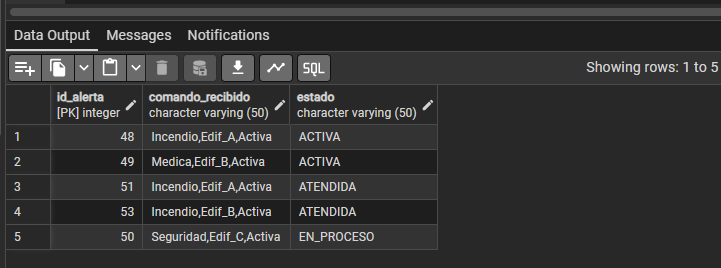 Data Output Messages Notifications
SQL Showing rows: 1 to 5
id_alerta comando_recibido estado
[PK] integer character varying (50) character varying (50)
1 48 Incendio,Edif_A,Activa ACTIVA
2 49 Medica,Edif_B,Activa ACTIVA
3 51 Incendio,Edif_A,Activa ATENDIDA
4 53 Incendio,Edif_B,Activa ATENDIDA
5 50 Seguridad,Edif_C,Activa EN_PROCESO